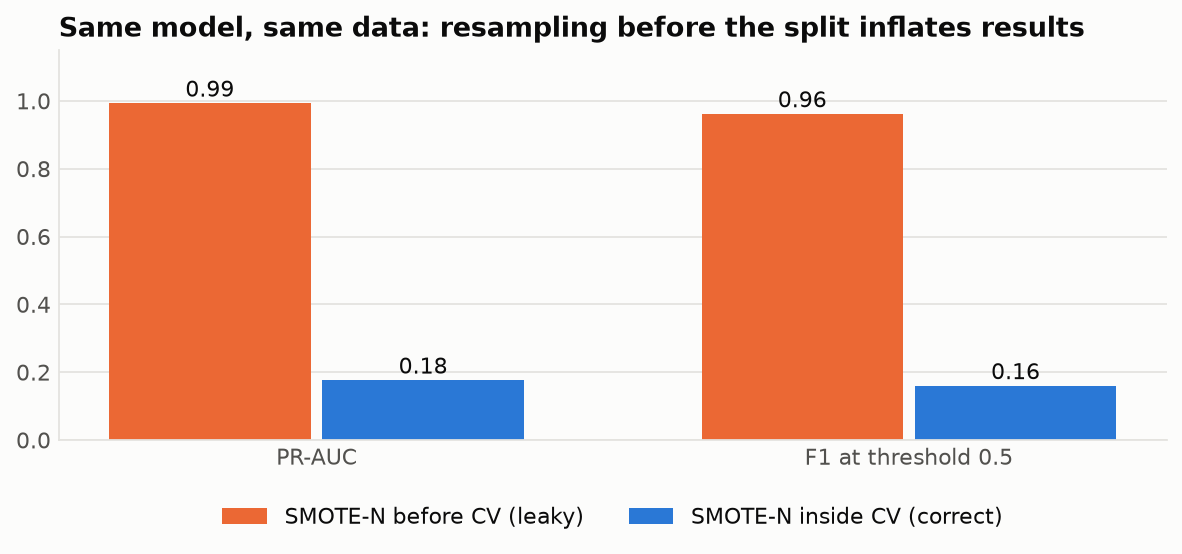 Same model, same data: resampling before the split inflates results
1.0
0.8
0.6
0.4
0.2
0.0
0.99
0.18
0.96
0.16
PR-AUC
F1 at threshold 0.5
SMOTE-N before CV (leaky)
SMOTE-N inside CV (correct)